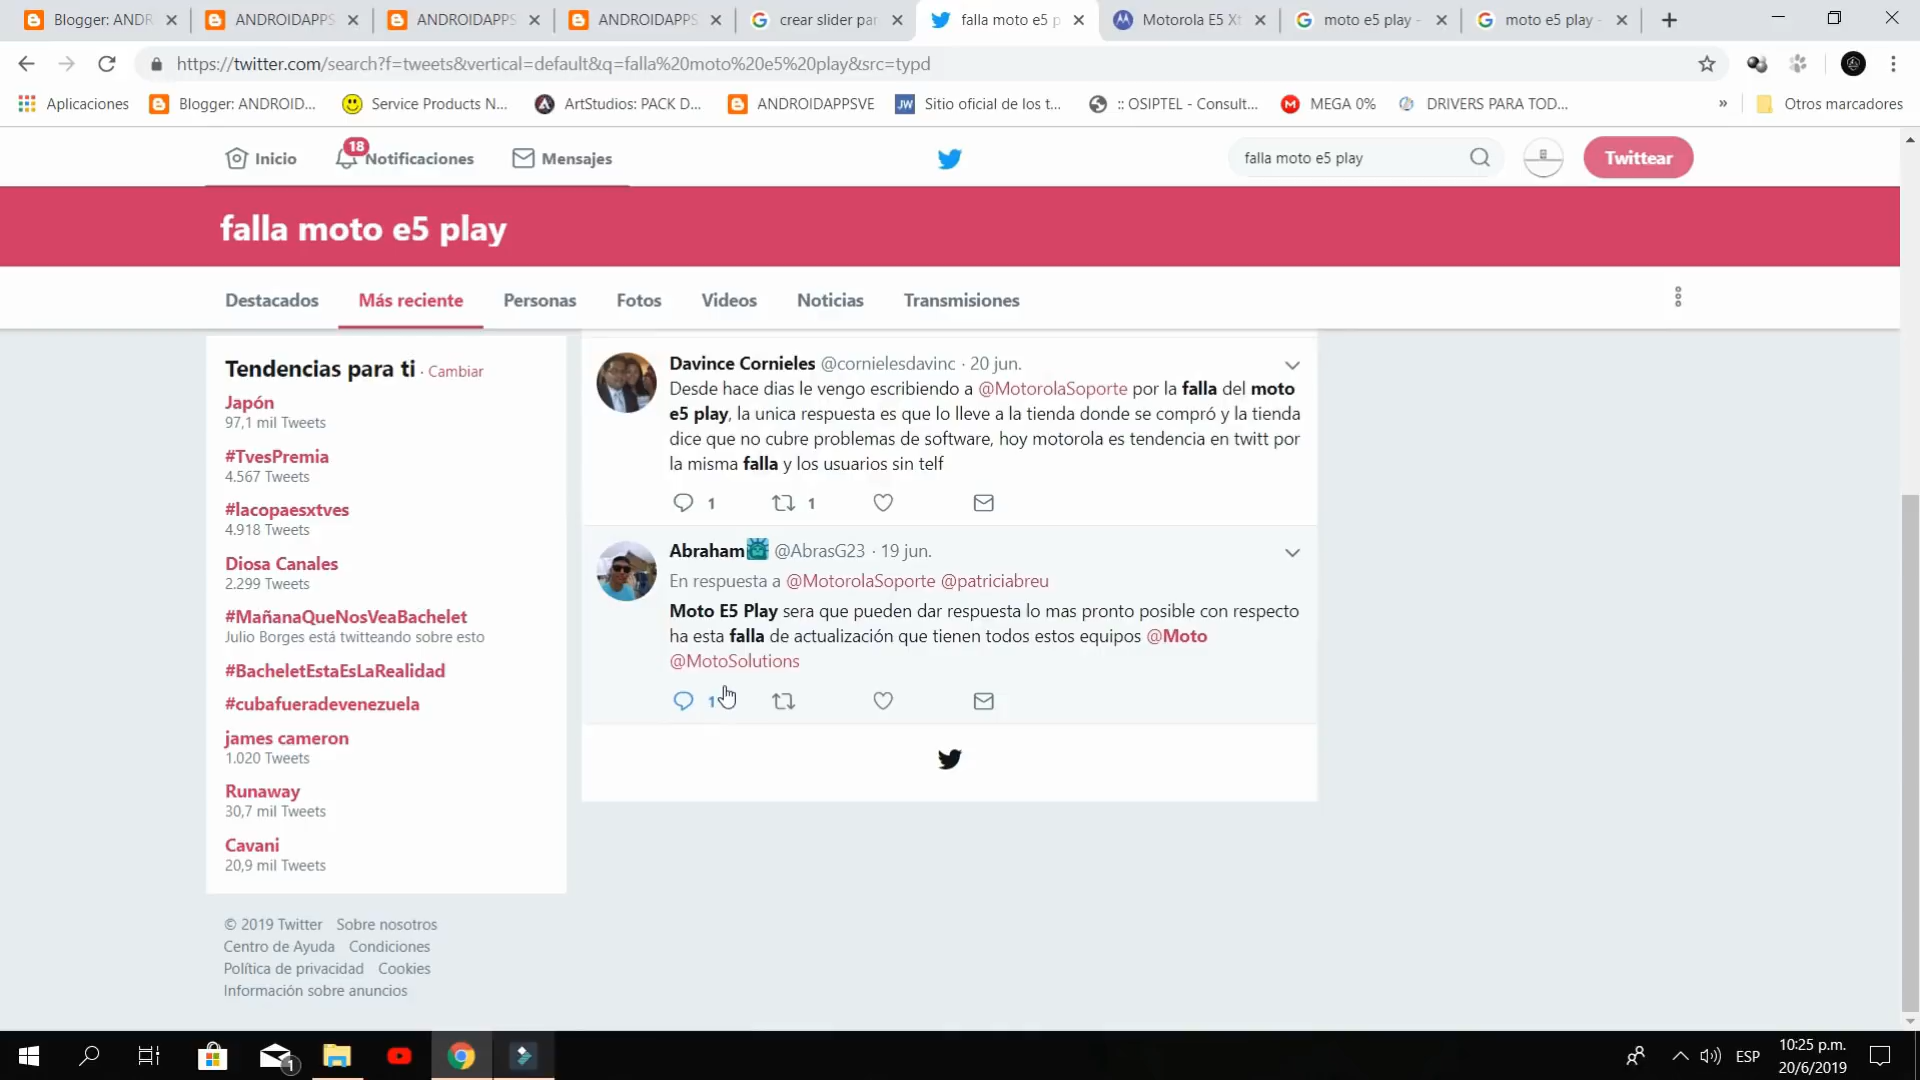 Blogger: ANDR
ANDROIDAPPS
ANDROIDAPPS
ANDROIDAPPS
crear slider par
falla moto e5 p
Motorola E5 Xt
moto e5 play -
moto e5 play -
https://twitter.com/search?f=tweets&vertical=default&q=falla%20moto%20e5%20play&src=typd
Aplicaciones
Blogger: ANDROID...
Service Products N...
ArtStudios: PACK D...
ANDROIDAPPSVE
JW
Sitio oficial de los t...
:: OSIPTEL - Consult...
MEGA 0%
DRIVERS PARA TOD...
»
Otros marcadores
Inicio
18
Notificaciones
Mensajes
falla moto e5 play
Twittear
falla moto e5 play
Destacados
Más reciente
Personas
Fotos
Videos
Noticias
Transmisiones
Tendencias para ti · Cambiar
Japón
97,1 mil Tweets
#TvesPremia
4.567 Tweets
#lacopaesxtves
4.918 Tweets
Diosa Canales
2.299 Tweets
#MañanaQueNosVeaBachelet
Julio Borges está twitteando sobre esto
#BacheletEstaEsLaRealidad
#cubafueradevenezuela
james cameron
1.020 Tweets
Runaway
30,7 mil Tweets
Cavani
20,9 mil Tweets
© 2019 Twitter Sobre nosotros
Centro de Ayuda Condiciones
Política de privacidad Cookies
Información sobre anuncios
Davince Cornieles @cornielesdavinc · 20 jun.
Desde hace dias le vengo escribiendo a @MotorolaSoporte por la falla del moto
e5 play, la unica respuesta es que lo lleve a la tienda donde se compró y la tienda
dice que no cubre problemas de software, hoy motorola es tendencia en twitt por
la misma falla y los usuarios sin telf
1
1
Abraham @AbrasG23 · 19 jun.
En respuesta a @MotorolaSoporte @patriciabreu
Moto E5 Play sera que pueden dar respuesta lo mas pronto posible con respecto
ha esta falla de actualización que tienen todos estos equipos @Moto
@MotoSolutions
1
1
ESP
10:25 p.m.
20/6/2019